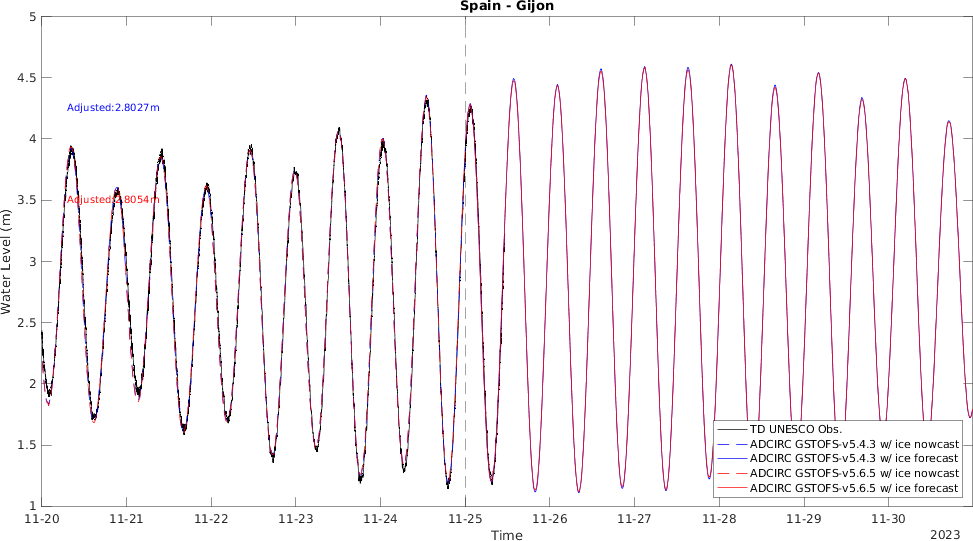 Spain - Gijon
5
4.5
4
3.5
3
2.5
2
1.5
1
Water Level (m)
Adjusted:2.8027m
Adjusted:2.8054m
TD UNESCO Obs.
ADCIRC GSTOFS-v5.4.3 w/ ice nowcast
ADCIRC GSTOFS-v5.4.3 w/ ice forecast
ADCIRC GSTOFS-v5.6.5 w/ ice nowcast
ADCIRC GSTOFS-v5.6.5 w/ ice forecast
11-20 11-21 11-22 11-23 11-24 11-25 11-26 11-27 11-28 11-29 11-30
Time
2023